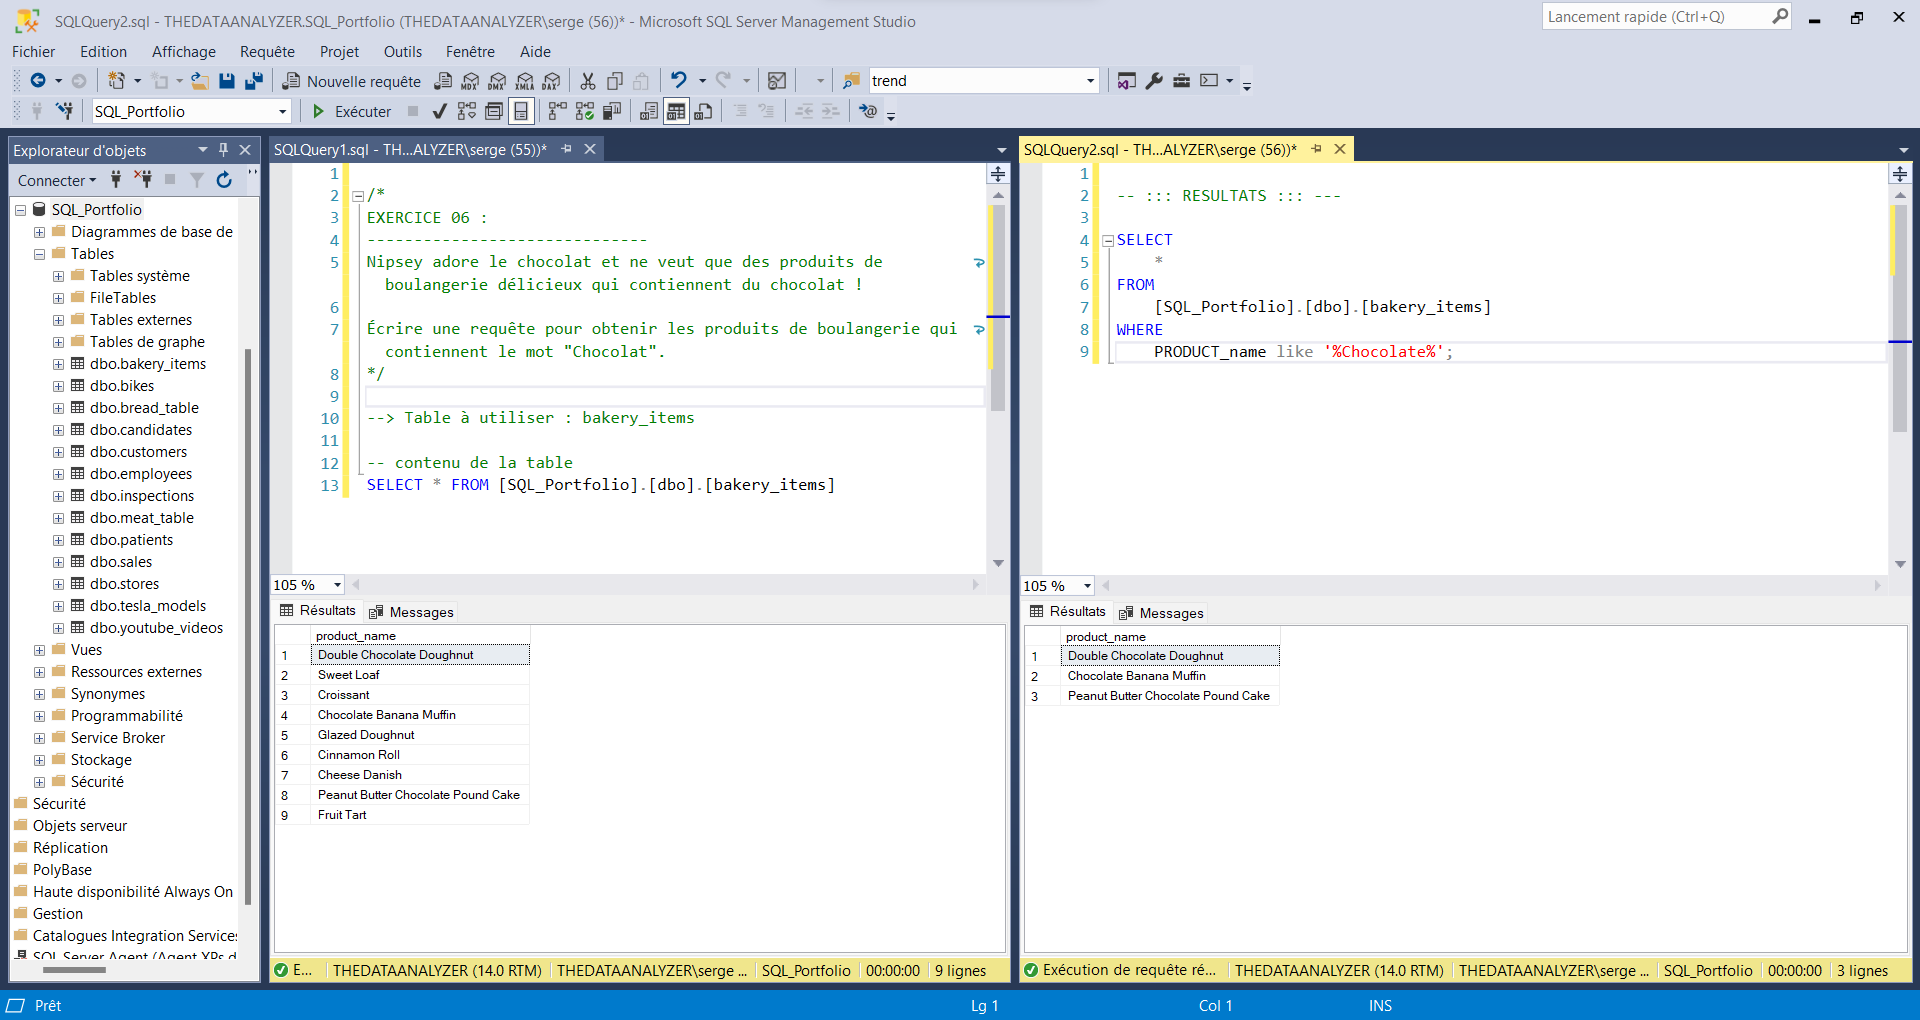 SQLQuery2.sql - THEDATAANALYZER.SQL_Portfolio (THEDATAANALYZER\serge (56))* - Microsoft SQL Server Management Studio
Lancement rapide (Ctrl+Q)
Fichier Edition Affichage Requête Projet Outils Fenêtre Aide
Nouvelle requête MDX DMX XMLA DAX trend
SQL_Portfolio Exécuter
Explorateur d'objets
Connecter
SQL_Portfolio
Diagrammes de base de
Tables
Tables système
FileTables
Tables externes
Tables de graphe
dbo.bakery_items
dbo.bikes
dbo.bread_table
dbo.candidates
dbo.customers
dbo.employees
dbo.inspections
dbo.meat_table
dbo.patients
dbo.sales
dbo.stores
dbo.tesla_models
dbo.youtube_videos
Vues
Ressources externes
Synonymes
Programmabilité
Service Broker
Stockage
Sécurité
Sécurité
Objets serveur
Réplication
PolyBase
Haute disponibilité Always On
Gestion
Catalogues Integration Services
SQL Server Agent (Agent XPs d
SQLQuery1.sql - TH...ALYZER\serge (55))*
1
2 /*
3 EXERCICE 06 :
4 ------------------------------
5 Nipsey adore le chocolat et ne veut que des produits de
boulangerie délicieux qui contiennent du chocolat !
6
7 Écrire une requête pour obtenir les produits de boulangerie qui
contiennent le mot "Chocolat".
8 */
9
10 --> Table à utiliser : bakery_items
11
12 -- contenu de la table
13 SELECT * FROM [SQL_Portfolio].[dbo].[bakery_items]
105 %
Résultats Messages
product_name
1 Double Chocolate Doughnut
2 Sweet Loaf
3 Croissant
4 Chocolate Banana Muffin
5 Glazed Doughnut
6 Cinnamon Roll
7 Cheese Danish
8 Peanut Butter Chocolate Pound Cake
9 Fruit Tart
E... THEDATAANALYZER (14.0 RTM) THEDATAANALYZER\serge ... SQL_Portfolio 00:00:00 9 lignes
SQLQuery2.sql - TH...ALYZER\serge (56))*
1
2 -- ::: RESULTATS ::: ---
3
4 SELECT
5 *
6 FROM
7 [SQL_Portfolio].[dbo].[bakery_items]
8 WHERE
9 PRODUCT_name like '%Chocolate%';
105 %
Résultats Messages
product_name
1 Double Chocolate Doughnut
2 Chocolate Banana Muffin
3 Peanut Butter Chocolate Pound Cake
Exécution de requête ré... THEDATAANALYZER (14.0 RTM) THEDATAANALYZER\serge ... SQL_Portfolio 00:00:00 3 lignes
Prêt Lg 1 Col 1 INS